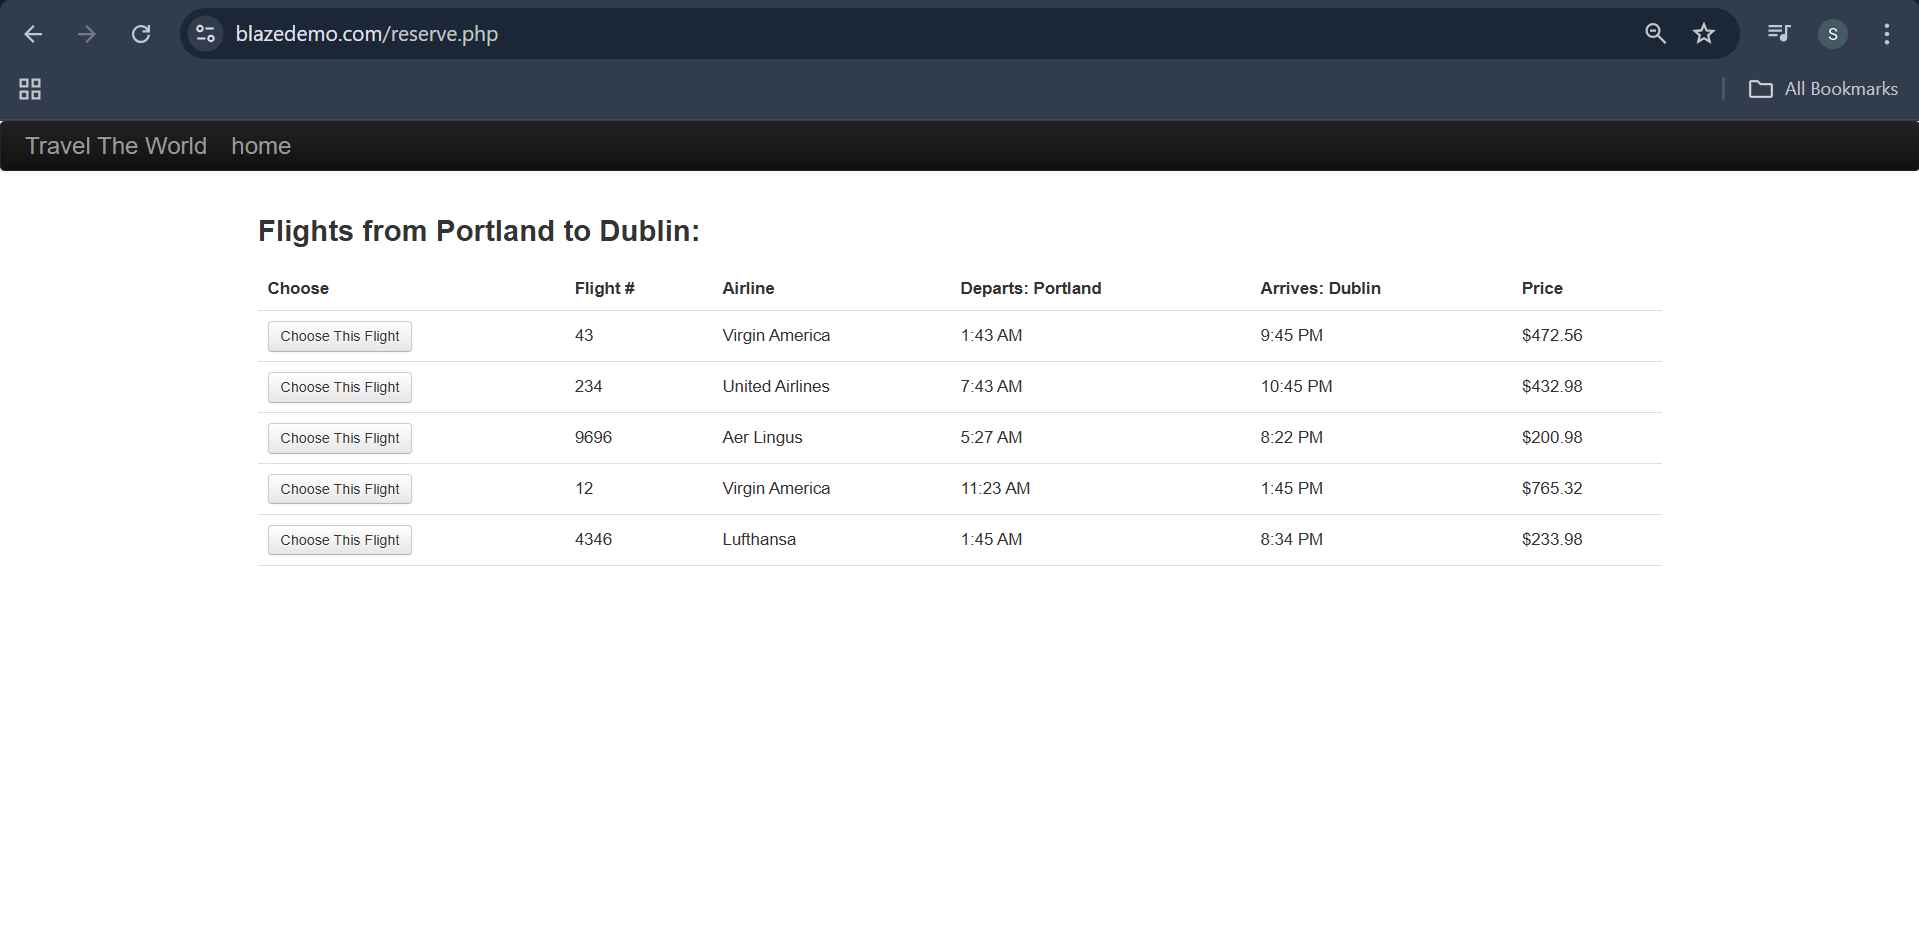 blazedemo.com/reserve.php
S
All Bookmarks
Travel The World home
Flights from Portland to Dublin:
Choose Flight # Airline Departs: Portland Arrives: Dublin Price
Choose This Flight 43 Virgin America 1:43 AM 9:45 PM $472.56
Choose This Flight 234 United Airlines 7:43 AM 10:45 PM $432.98
Choose This Flight 9696 Aer Lingus 5:27 AM 8:22 PM $200.98
Choose This Flight 12 Virgin America 11:23 AM 1:45 PM $765.32
Choose This Flight 4346 Lufthansa 1:45 AM 8:34 PM $233.98